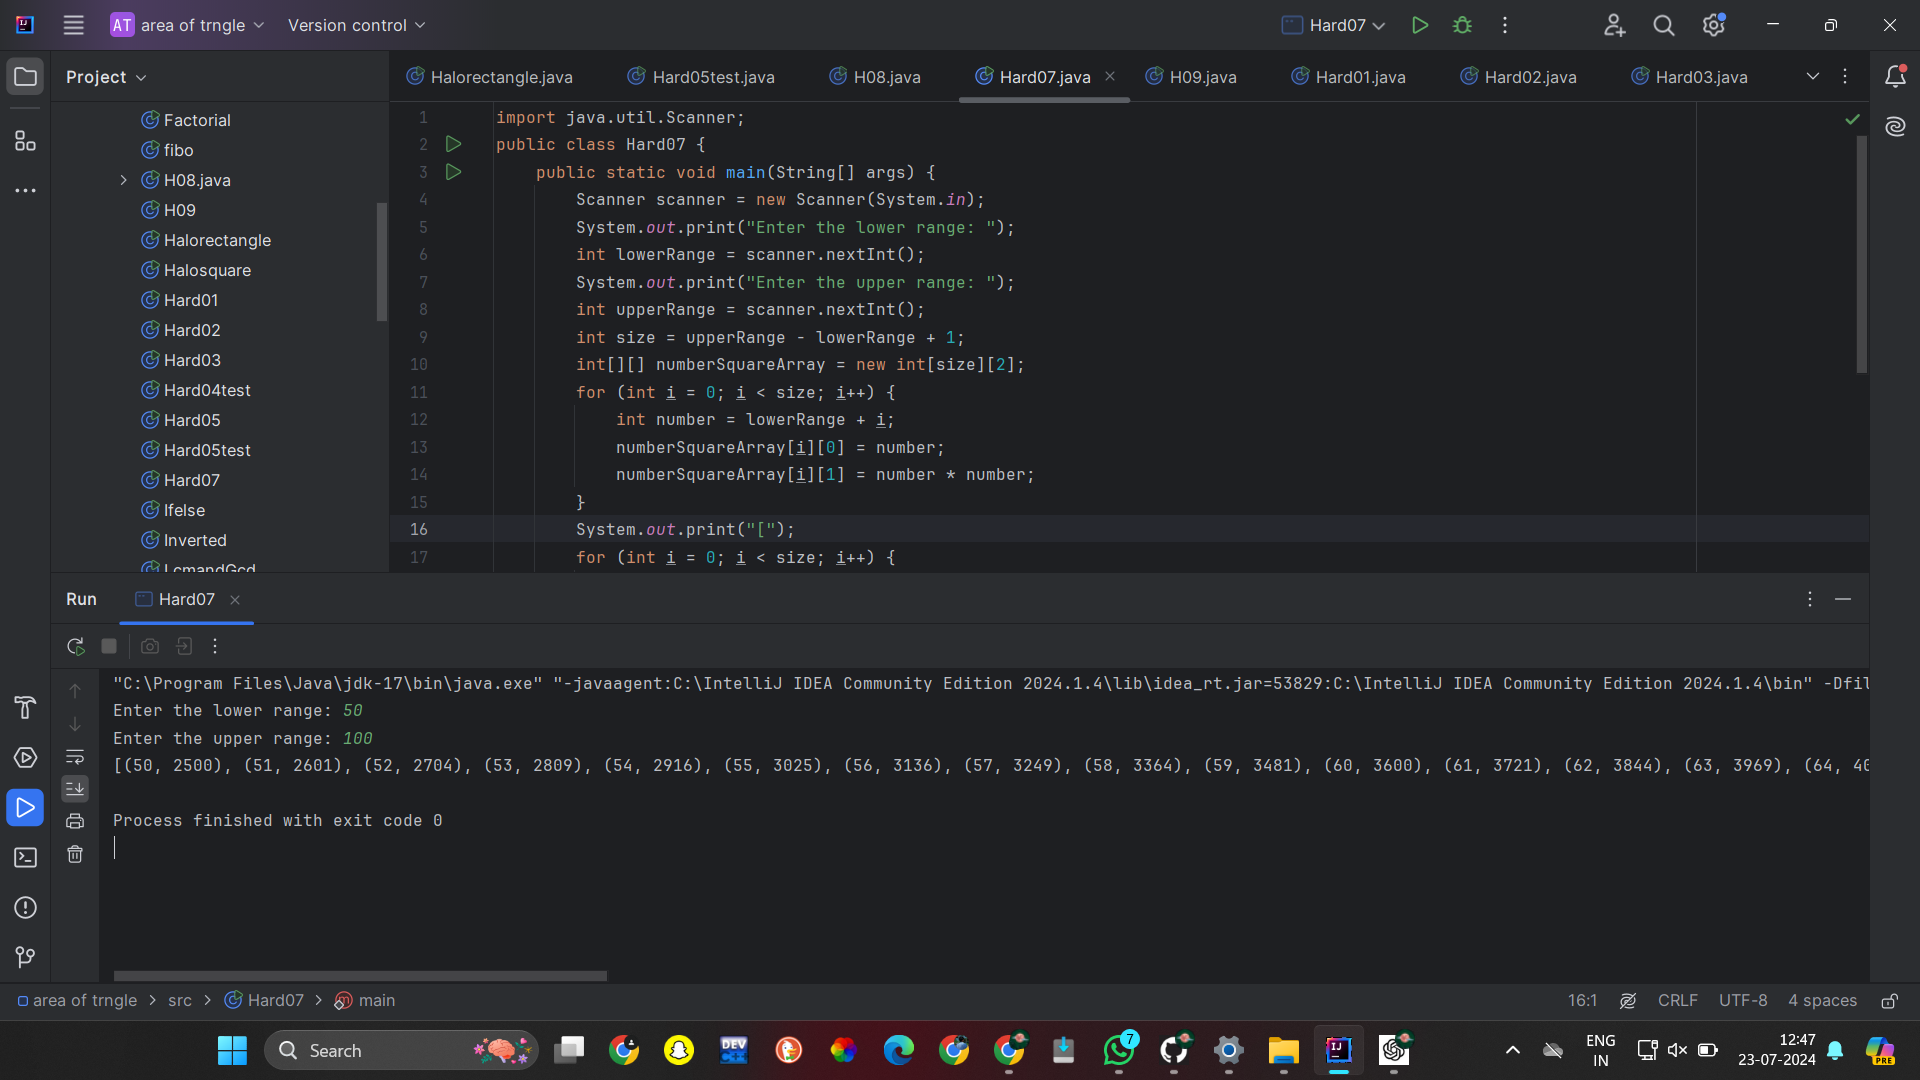 AT area of trngle Version control Hard07
Project
Halorectangle.java Hard05test.java H08.java Hard07.java H09.java Hard01.java Hard02.java Hard03.java
Factorial
fibo
H08.java
H09
Halorectangle
Halosquare
Hard01
Hard02
Hard03
Hard04test
Hard05
Hard05test
Hard07
Ifelse
Inverted
LcmandGcd
1 import java.util.Scanner;
2 public class Hard07 {
3 public static void main(String[] args) {
4 Scanner scanner = new Scanner(System.in);
5 System.out.print("Enter the lower range: ");
6 int lowerRange = scanner.nextInt();
7 System.out.print("Enter the upper range: ");
8 int upperRange = scanner.nextInt();
9 int size = upperRange - lowerRange + 1;
10 int[][] numberSquareArray = new int[size][2];
11 for (int i = 0; i < size; i++) {
12 int number = lowerRange + i;
13 numberSquareArray[i][0] = number;
14 numberSquareArray[i][1] = number * number;
15 }
16 System.out.print("[");
17 for (int i = 0; i < size; i++) {
Run Hard07
"C:\Program Files\Java\jdk-17\bin\java.exe" "-javaagent:C:\IntelliJ IDEA Community Edition 2024.1.4\lib\idea_rt.jar=53829:C:\IntelliJ IDEA Community Edition 2024.1.4\bin" -Dfil
Enter the lower range: 50
Enter the upper range: 100
[(50, 2500), (51, 2601), (52, 2704), (53, 2809), (54, 2916), (55, 3025), (56, 3136), (57, 3249), (58, 3364), (59, 3481), (60, 3600), (61, 3721), (62, 3844), (63, 3969), (64, 40
Process finished with exit code 0
area of trngle > src > Hard07 > main 16:1 CRLF UTF-8 4 spaces
Search DEV 7 ENG IN 12:47 23-07-2024 PRE